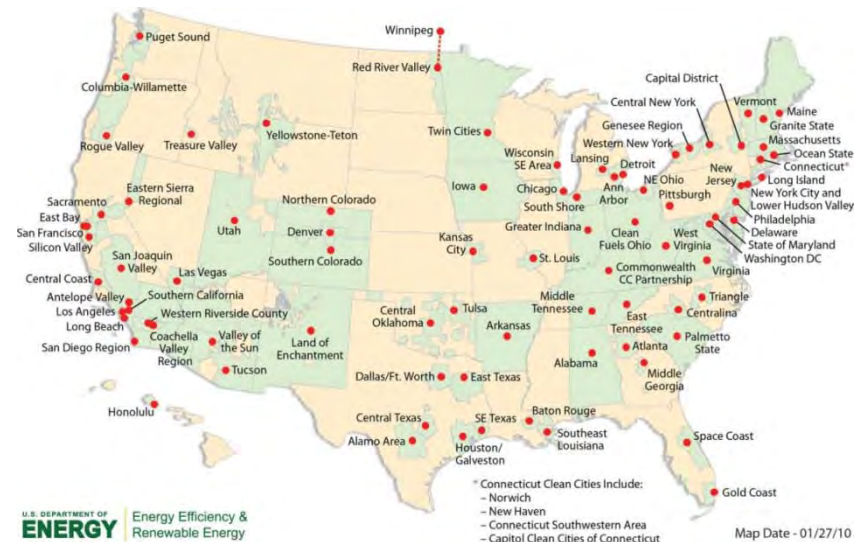 Winnipeg
Red River Valley
Puget Sound
Columbia-Willamette
Rogue Valley
Treasure Valley
Yellowstone-Teton
Twin Cities
Wisconsin
SE Area
Lansing
Ann
Arbor
Detroit
Western New York
Genesee Region
Central New York
Capital District
Vermont
Maine
Granite State
Massachusetts
Ocean State
Connecticut*
Long Island
New York City and
Lower Hudson Valley
New
Jersey
Philadelphia
Delaware
State of Maryland
Washington DC
NE Ohio
Pittsburgh
Chicago
South Shore
Greater Indiana
Clean
Fuels Ohio
West
Virginia
Virginia
Commonwealth
CC Partnership
Iowa
Kansas
City
St. Louis
Sacramento
East Bay
San Francisco
Silicon Valley
Eastern Sierra
Regional
San Joaquin
Valley
Central Coast
Antelope Valley
Los Angeles
Long Beach
San Diego Region
Southern California
Western Riverside County
Coachella
Valley
Region
Las Vegas
Utah
Northern Colorado
Denver
Southern Colorado
Valley of
the Sun
Tucson
Land of
Enchantment
Central
Oklahoma
Tulsa
Arkansas
Middle
Tennessee
East
Tennessee
Triangle
Centralina
Palmetto
State
Atlanta
Middle
Georgia
Alabama
Dallas/Ft. Worth
East Texas
Central Texas
Alamo Area
Houston/
Galveston
SE Texas
Baton Rouge
Southeast
Louisiana
Space Coast
Gold Coast
Honolulu
* Connecticut Clean Cities Include:
– Norwich
– New Haven
– Connecticut Southwestern Area
– Capitol Clean Cities of Connecticut
U.S. DEPARTMENT OF
ENERGY
Energy Efficiency &
Renewable Energy
Map Date - 01/27/10